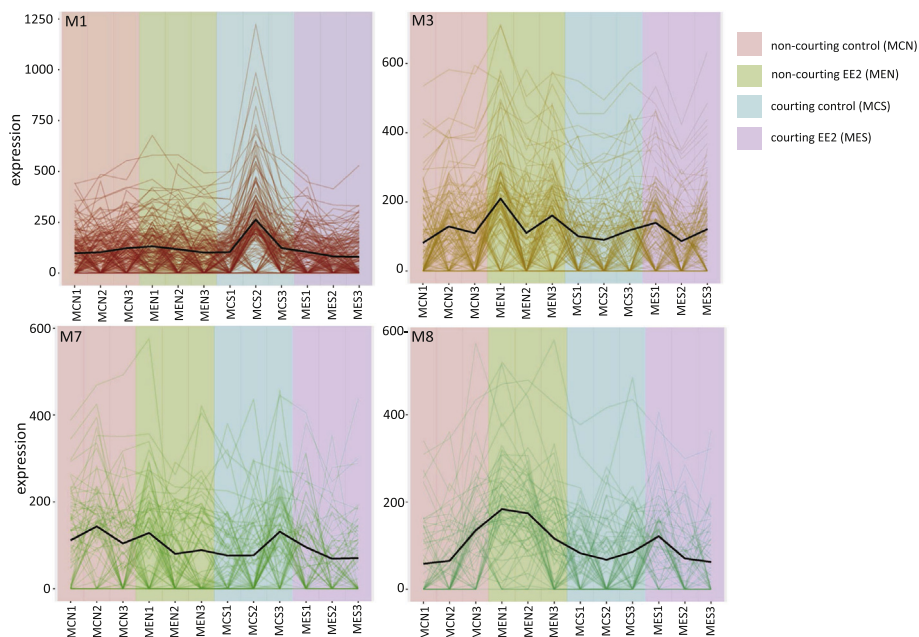 M1
1250
1000
750
500
250
0
expression
MCN1 MCN2 MCN3 MEN1 MEN2 MEN3 MCS1 MCS2 MCS3 MES1 MES2 MES3
M3
600
400
200
0
MCN1 MCN2 MCN3 MEN1 MEN2 MEN3 MCS1 MCS2 MCS3 MES1 MES2 MES3
non-courting control (MCN)
non-courting EE2 (MEN)
courting control (MCS)
courting EE2 (MES)
M7
600
400
200
0
expression
MCN1 MCN2 MCN3 MEN1 MEN2 MEN3 MCS1 MCS2 MCS3 MES1 MES2 MES3
M8
600
400
200
0
MCN1 VICN2 VICN3 MEN1 MEN2 MEN3 MCS1 MCS2 MCS3 MES1 MES2 MES3